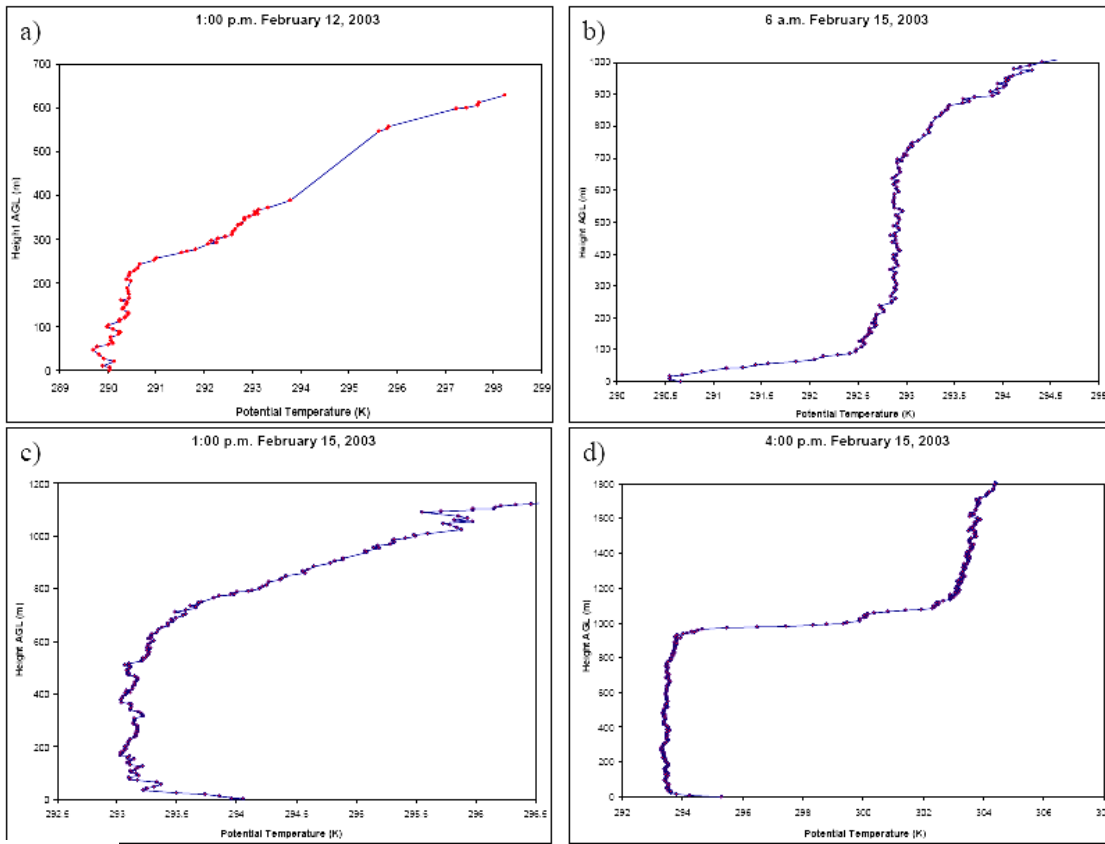 a)
1:00 p.m. February 12, 2003
700
600
500
400
300
200
100
0
Height AGL (m)
289 290 291 292 293 294 295 296 297 298 299
Potential Temperature (K)
b)
6 a.m. February 15, 2003
1000
900
800
700
600
500
400
300
200
100
0
Height AGL (m)
290 290.5 291 291.5 292 292.5 293 293.5 294 294.5 295
Potential Temperature (K)
c)
1:00 p.m. February 15, 2003
1200
1000
800
600
400
200
0
Height AGL (m)
292.5 293 293.5 294 294.5 295 295.5 296 296.5
Potential Temperature (K)
d)
4:00 p.m. February 15, 2003
1800
1600
1400
1200
1000
800
600
400
200
0
Height AGL (m)
292 294 296 298 300 302 304 306
Potential Temperature (K)